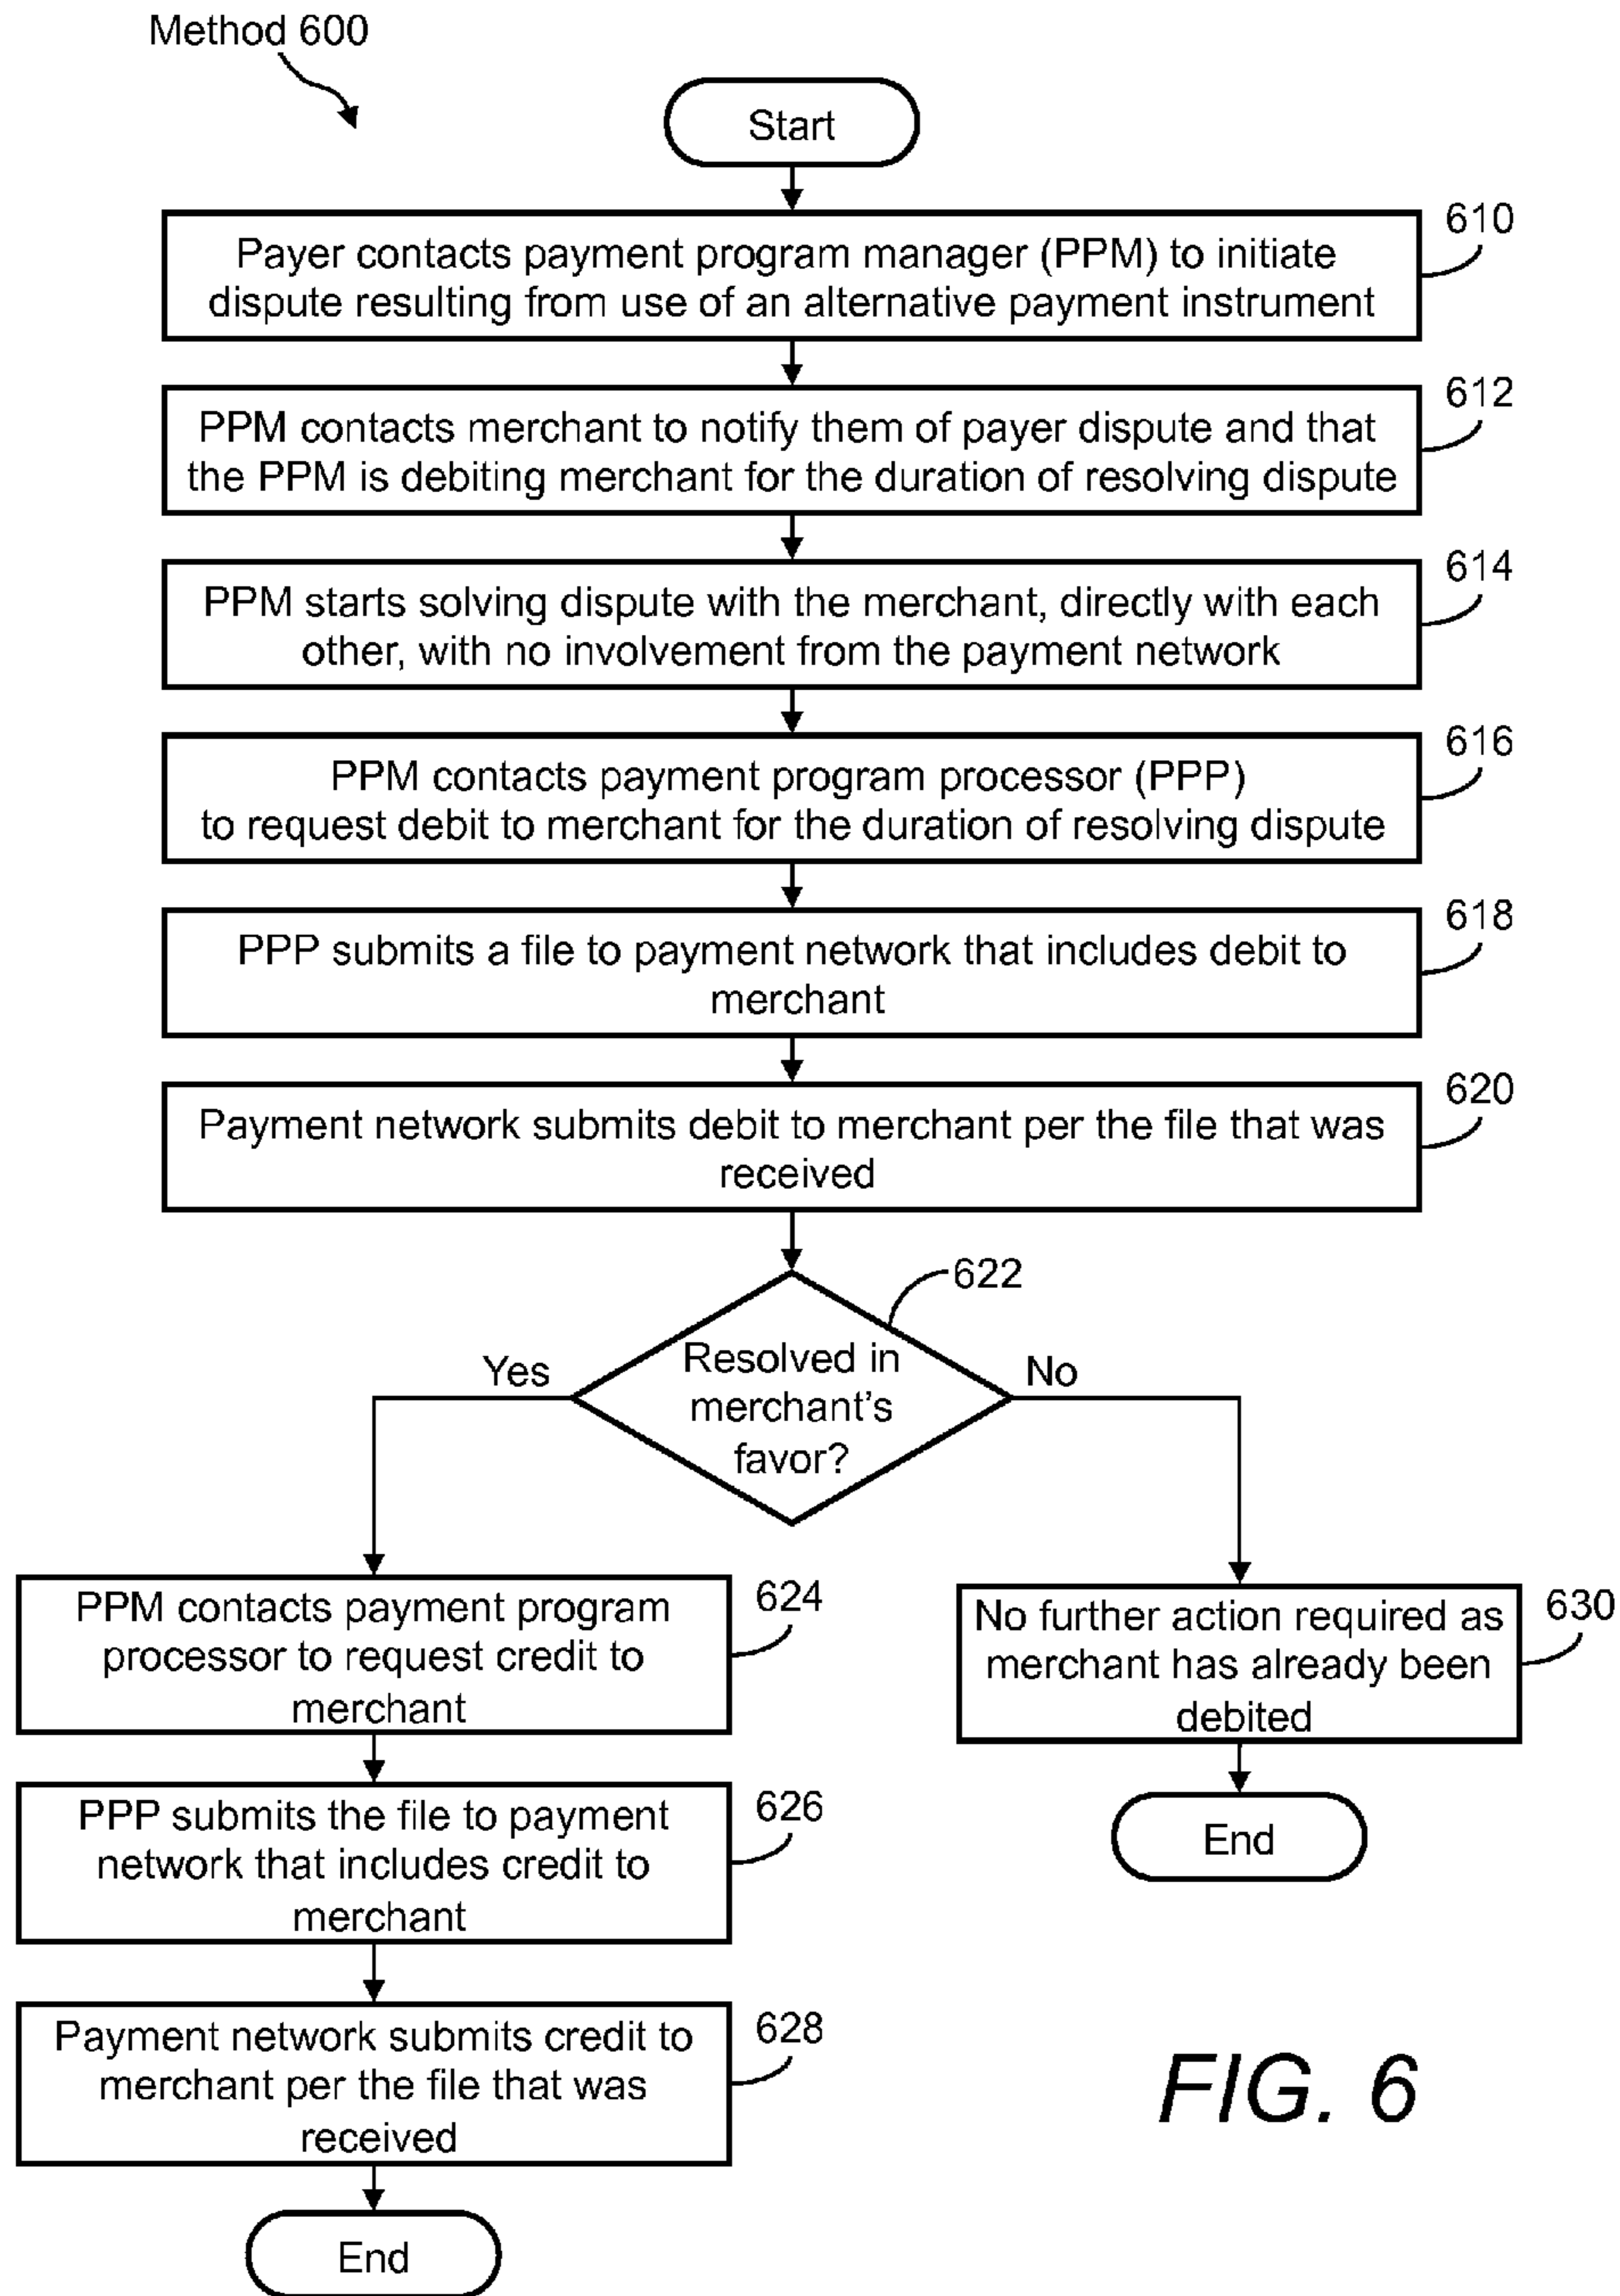 Method 600
Start
Payer contacts payment program manager (PPM) to initiate
dispute resulting from use of an alternative payment instrument
610
PPM contacts merchant to notify them of payer dispute and that
the PPM is debiting merchant for the duration of resolving dispute
612
PPM starts solving dispute with the merchant, directly with each
other, with no involvement from the payment network
614
PPM contacts payment program processor (PPP)
to request debit to merchant for the duration of resolving dispute
616
PPP submits a file to payment network that includes debit to
merchant
618
Payment network submits debit to merchant per the file that was
received
620
622
Resolved in
merchant's
favor?
Yes
No
PPM contacts payment program
processor to request credit to
merchant
624
No further action required as
merchant has already been
debited
630
PPP submits the file to payment
network that includes credit to
merchant
626
End
Payment network submits credit to
merchant per the file that was
received
628
End
FIG. 6